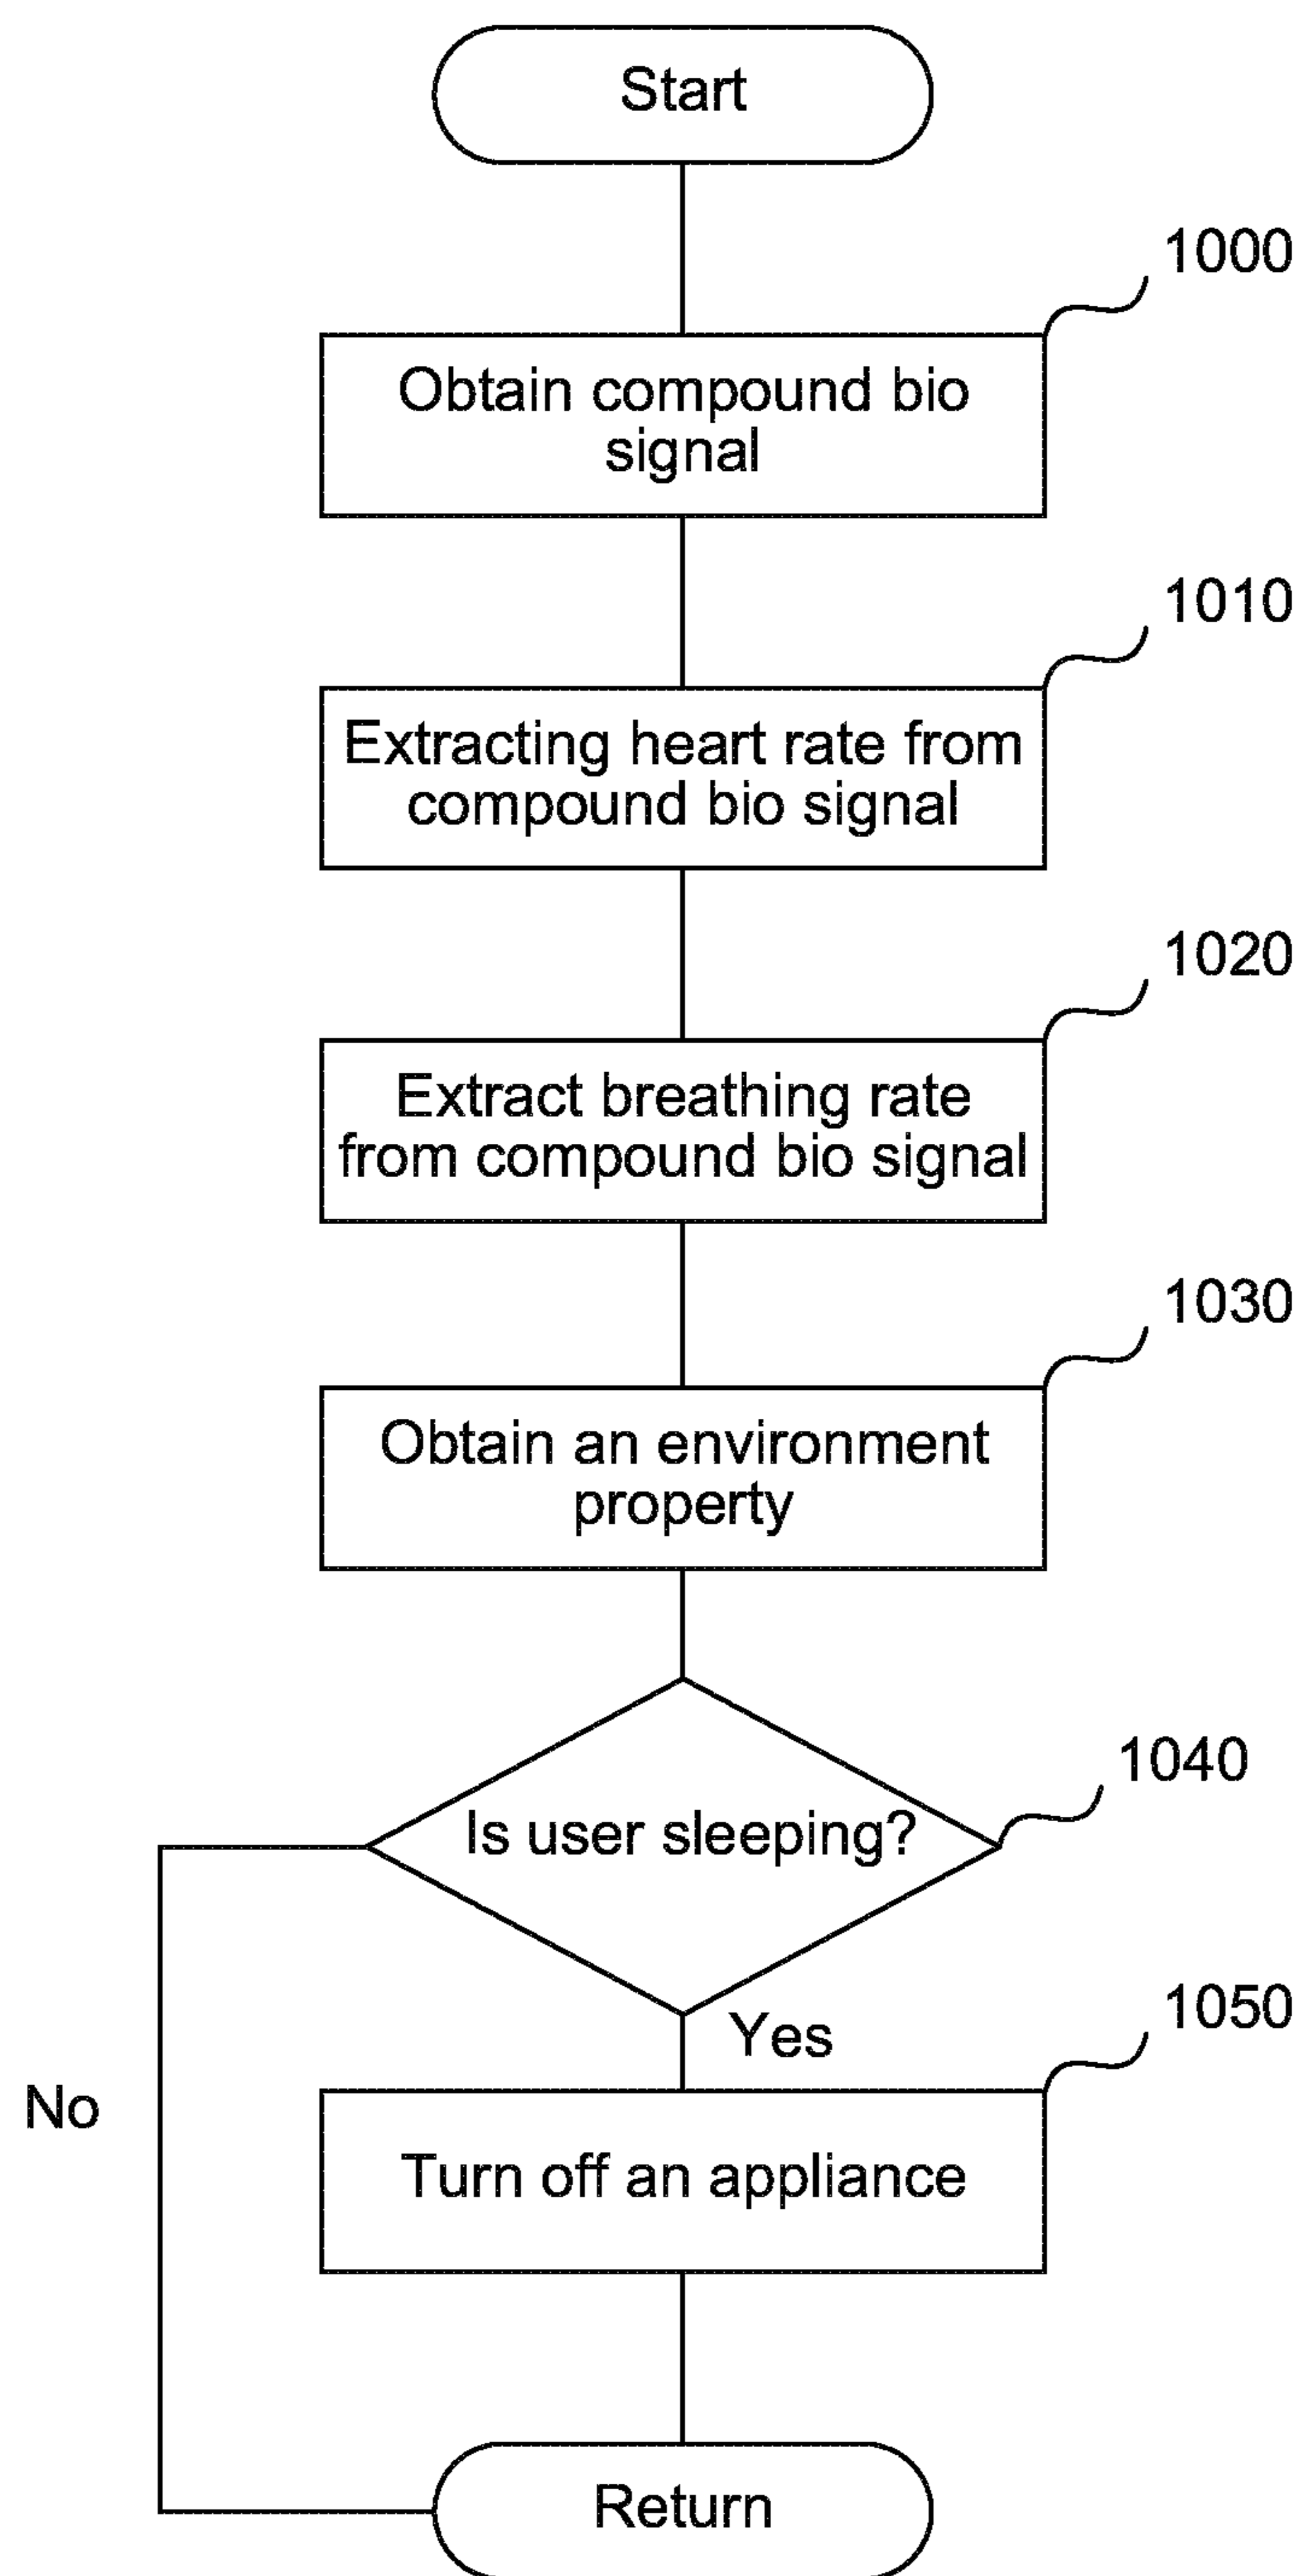 Start
1000
Obtain compound bio
signal
1010
Extracting heart rate from
compound bio signal
1020
Extract breathing rate
from compound bio signal
1030
Obtain an environment
property
1040
Is user sleeping?
Yes
1050
No
Turn off an appliance
Return